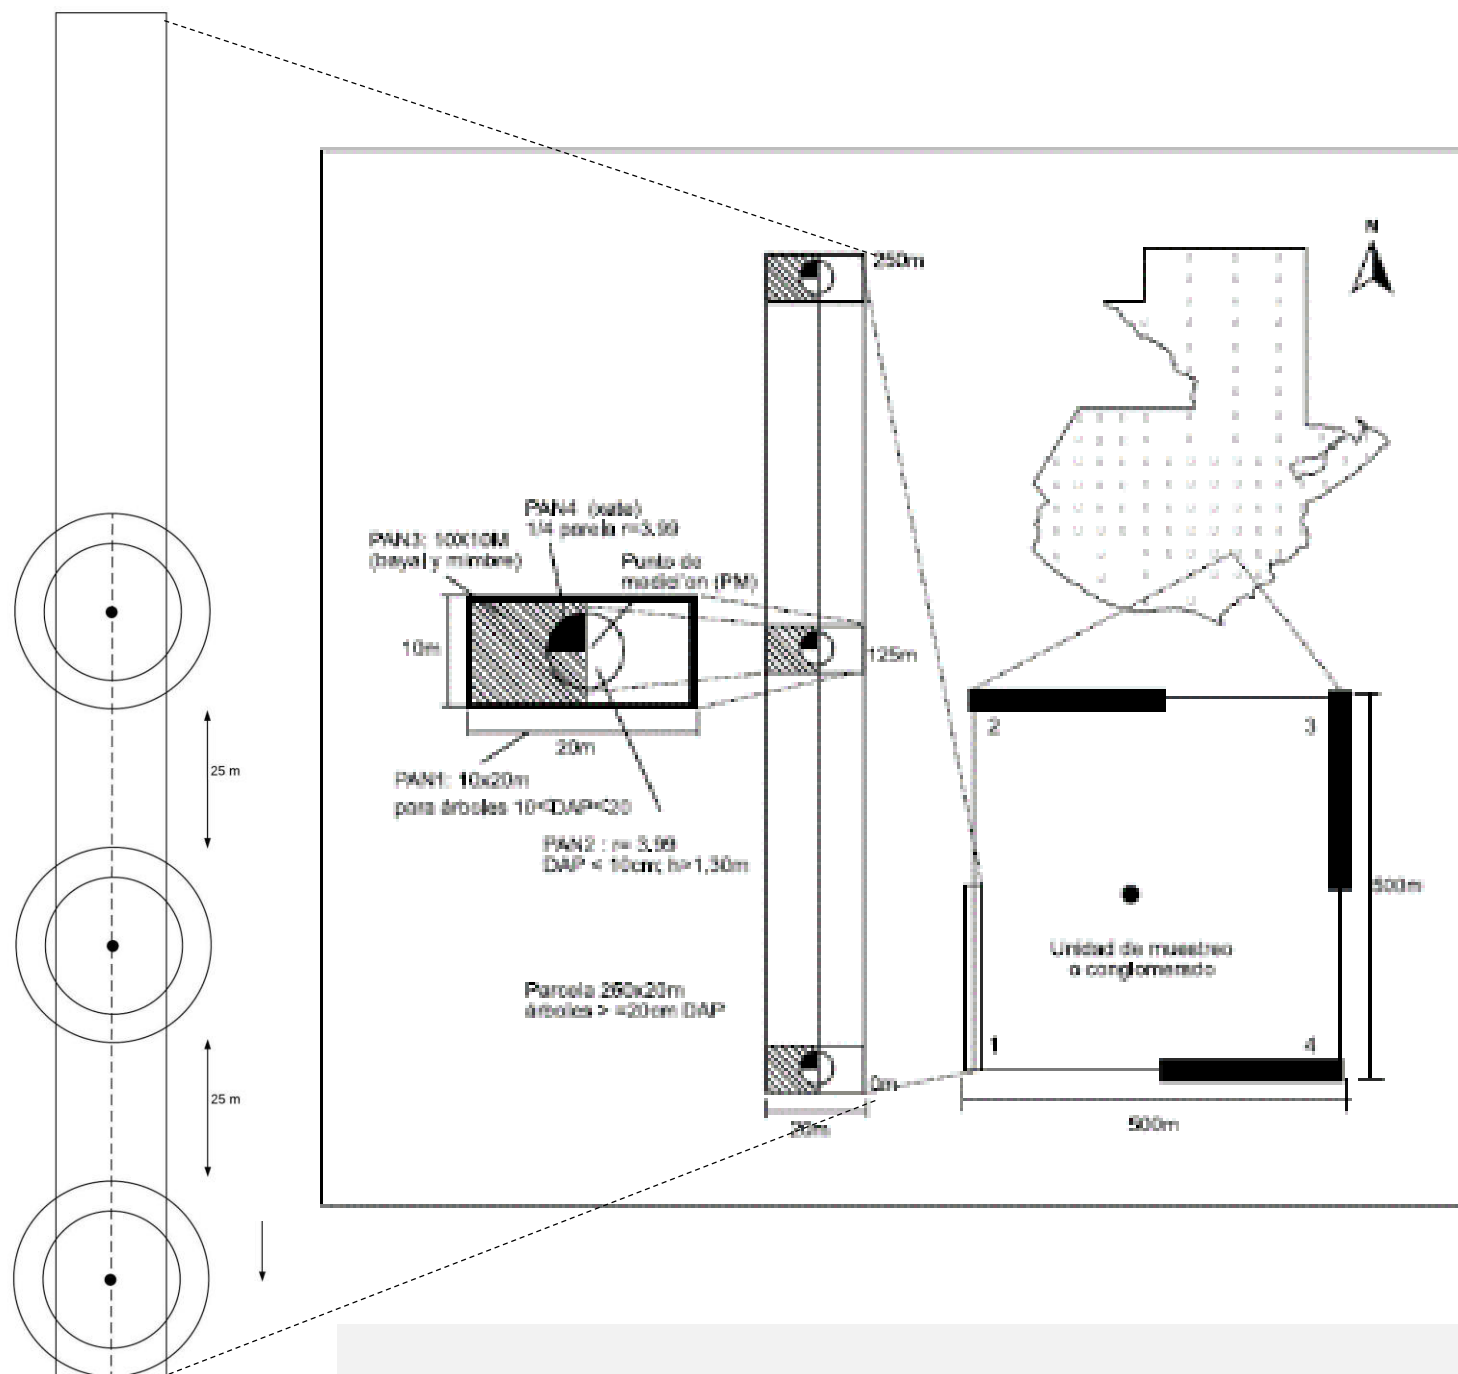 N
250m
PAN4 (xate)
1/4 parcela r=3.99
PAN3: 10X10M
(bayal y mimbre)
Punto de
medición (PM)
10m
125m
20m
PAN1: 10x20m
para árboles 10<DAP<20
PAN2 : r= 3.99
DAP < 10cm; h>1,30m
2
3
25 m
500m
Unidad de muestreo
o conglomerado
Parcela 250x20m
árboles > =20cm DAP
1
4
0m
25 m
20m
500m